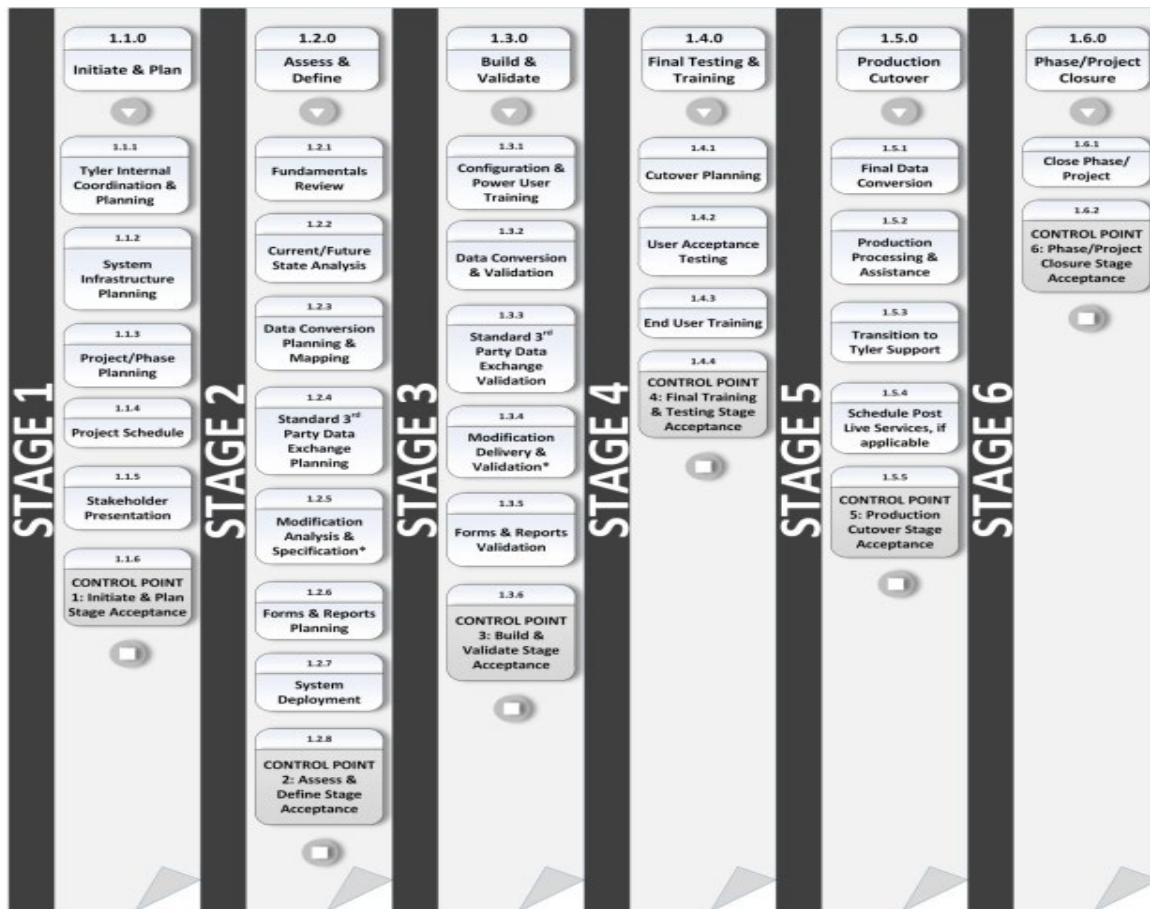 STAGE 1
1.1.0
Initiate & Plan
1.1.1
Tyler Internal
Coordination &
Planning
1.1.2
System
Infrastructure
Planning
1.1.3
Project/Phase
Planning
1.1.4
Project Schedule
1.1.5
Stakeholder
Presentation
1.1.6
CONTROL POINT
1: Initiate & Plan
Stage Acceptance
STAGE 2
1.2.0
Assess &
Define
1.2.1
Fundamentals
Review
1.2.2
Current/Future
State Analysis
1.2.3
Data Conversion
Planning &
Mapping
1.2.4
Standard 3rd
Party Data
Exchange
Planning
1.2.5
Modification
Analysis &
Specification*
1.2.6
Forms & Reports
Planning
1.2.7
System
Deployment
1.2.8
CONTROL POINT
2: Assess &
Define Stage
Acceptance
STAGE 3
1.3.0
Build &
Validate
1.3.1
Configuration &
Power User
Training
1.3.2
Data Conversion
& Validation
1.3.3
Standard 3rd
Party Data
Exchange
Validation
1.3.4
Modification
Delivery &
Validation*
1.3.5
Forms & Reports
Validation
1.3.6
CONTROL POINT
3: Build &
Validate Stage
Acceptance
STAGE 4
1.4.0
Final Testing &
Training
1.4.1
Cutover Planning
1.4.2
User Acceptance
Testing
1.4.3
End User Training
1.4.4
CONTROL POINT
4: Final Training
& Testing Stage
Acceptance
STAGE 5
1.5.0
Production
Cutover
1.5.1
Final Data
Conversion
1.5.2
Production
Processing &
Assistance
1.5.3
Transition to
Tyler Support
1.5.4
Schedule Post
Live Services, if
applicable
1.5.5
CONTROL POINT
5: Production
Cutover Stage
Acceptance
STAGE 6
1.6.0
Phase/Project
Closure
1.6.1
Close Phase/
Project
1.6.2
CONTROL POINT
6: Phase/Project
Closure Stage
Acceptance